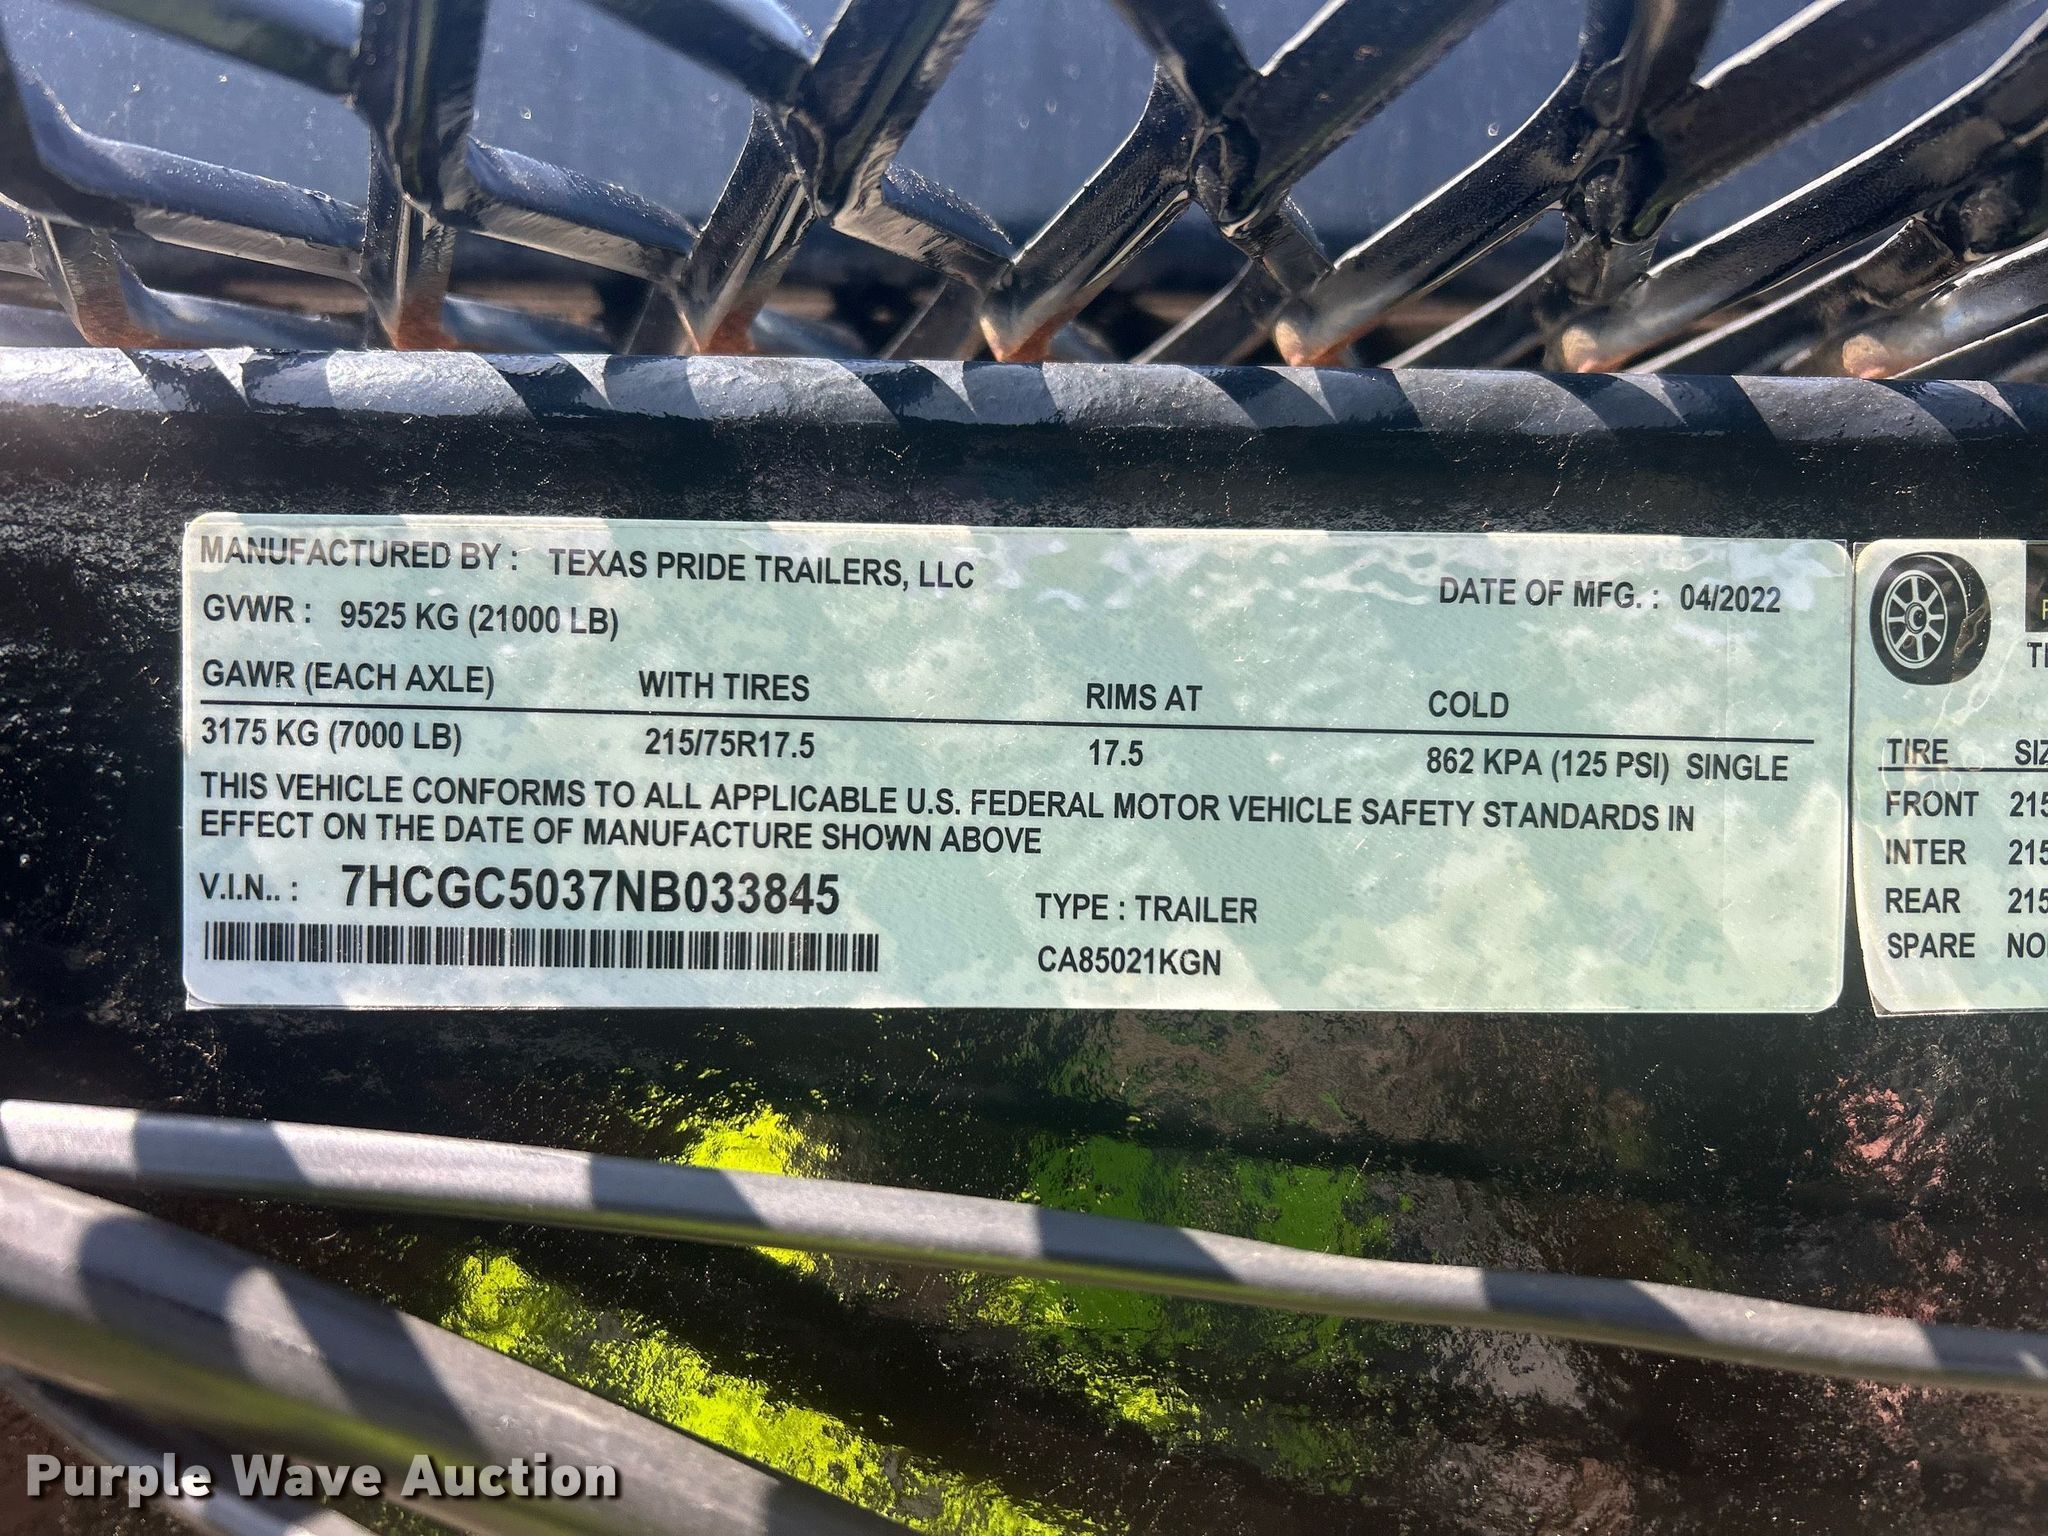 MANUFACTURED BY : TEXAS PRIDE TRAILERS, LLC
DATE OF MFG. : 04/2022
GVWR : 9525 KG (21000 LB)
GAWR (EACH AXLE) WITH TIRES RIMS AT COLD
3175 KG (7000 LB) 215/75R17.5 17.5 862 KPA (125 PSI) SINGLE
THIS VEHICLE CONFORMS TO ALL APPLICABLE U.S. FEDERAL MOTOR VEHICLE SAFETY STANDARDS IN
EFFECT ON THE DATE OF MANUFACTURE SHOWN ABOVE
V.I.N.. : 7HCGC5037NB033845
TYPE : TRAILER
CA85021KGN
TIRE
FRONT 215
INTER 215
REAR 215
SPARE
Purple Wave Auction